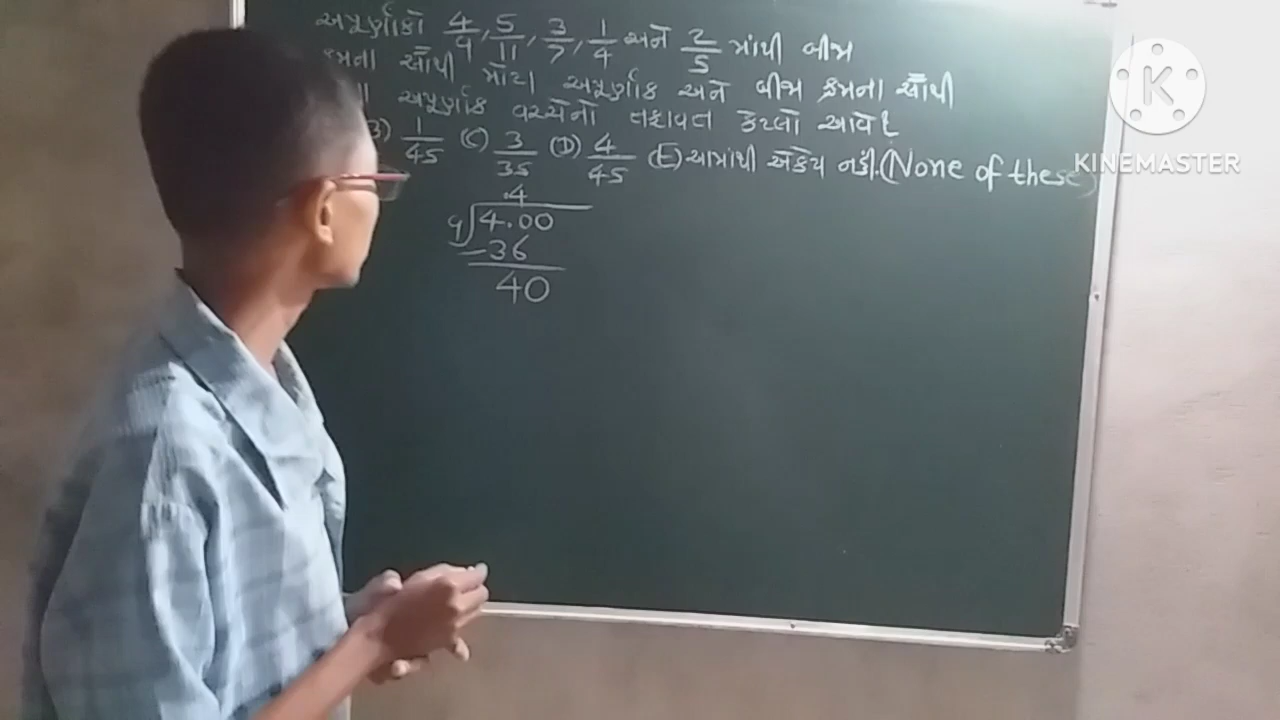 અપૂર્ણાંકો 4/9, 5/11, 3/7, 1/4 અને 2/5 માંથી બીજા
ક્રમના સૌથી મોટા અપૂર્ણાંક અને બીજા ક્રમના સૌથી
અપૂર્ણાંક વચ્ચેનો તફાવત કેટલો આવે?
B) 1/45 (C) 3/35 (D) 4/45 (E) આમાંથી એકેય નહીં. (None of these)
.4
9 4.00
-36
40
K
KINEMASTER